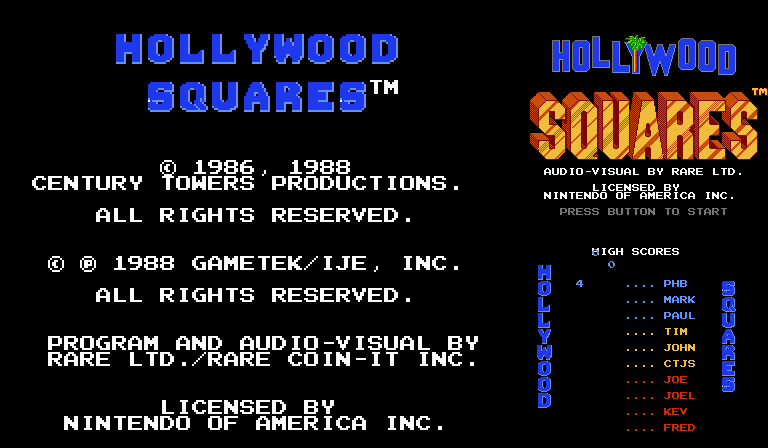 HOLLYWOOD
SQUARES™
© 1986, 1988
CENTURY TOWERS PRODUCTIONS.
ALL RIGHTS RESERVED.
© ℗ 1988 GAMETEK/IJE, INC.
ALL RIGHTS RESERVED.
PROGRAM AND AUDIO-VISUAL BY
RARE LTD./RARE COIN-IT INC.
LICENSED BY
NINTENDO OF AMERICA INC.
HOLLYWOOD
SQUARES™
AUDIO-VISUAL BY RARE LTD.
LICENSED BY
NINTENDO OF AMERICA INC.
PRESS BUTTON TO START
HIGH SCORES
0
HOLLYWOOD
4 .... PHB
.... MARK
.... PAUL
.... TIM
.... JOHN
.... CTJS
.... JOE
.... JOEL
.... KEV
.... FRED
SQUARES